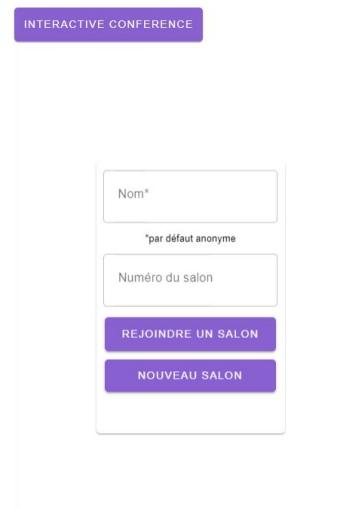 INTERACTIVE CONFERENCE
Nom*
*par défaut anonyme
Numéro du salon
REJOINDRE UN SALON
NOUVEAU SALON